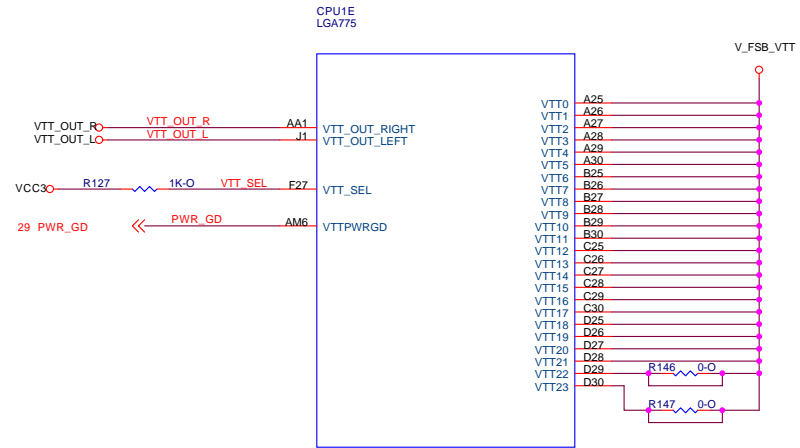 CPU1E
LGA775
V_FSB_VTT
VTT_OUT_R VTT_OUT_R AA1 VTT_OUT_RIGHT
VTT_OUT_L VTT_OUT_L J1 VTT_OUT_LEFT
VCC3 R127 1K-O VTT_SEL F27 VTT_SEL
29 PWR_GD PWR_GD AM6 VTTPWRGD
VTT0 A25
VTT1 A26
VTT2 A27
VTT3 A28
VTT4 A29
VTT5 A30
VTT6 B25
VTT7 B26
VTT8 B27
VTT9 B28
VTT10 B29
VTT11 B30
VTT12 C25
VTT13 C26
VTT14 C27
VTT15 C28
VTT16 C29
VTT17 C30
VTT18 D25
VTT19 D26
VTT20 D27
VTT21 D28
VTT22 D29 R146 0-O
VTT23 D30
R147 0-O